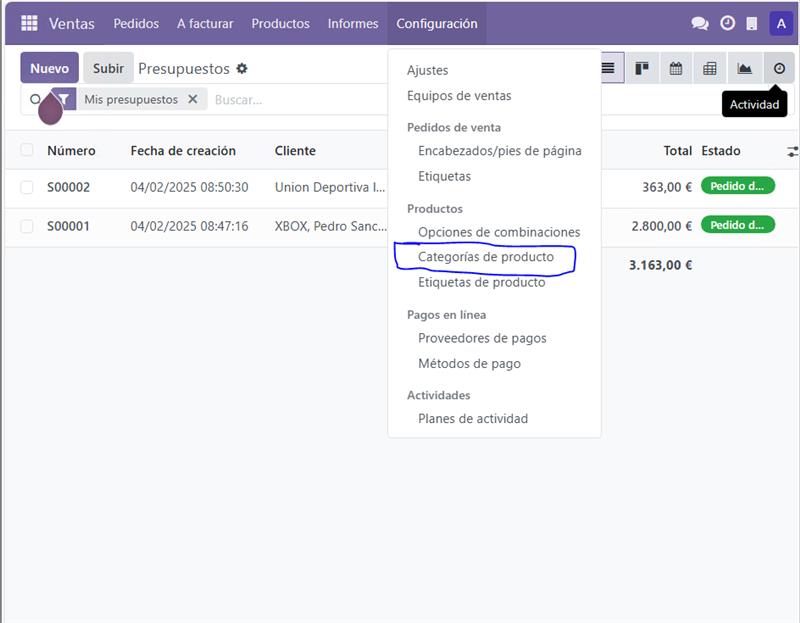 Ventas Pedidos A facturar Productos Informes Configuración A
Nuevo Subir Presupuestos
Mis presupuestos Buscar...
Actividad
Ajustes
Equipos de ventas
Pedidos de venta
Encabezados/pies de página
Etiquetas
Productos
Opciones de combinaciones
Categorías de producto
Etiquetas de producto
Pagos en línea
Proveedores de pagos
Métodos de pago
Actividades
Planes de actividad
Número Fecha de creación Cliente Total Estado
S00002 04/02/2025 08:50:30 Union Deportiva I... 363,00 € Pedido d...
S00001 04/02/2025 08:47:16 XBOX, Pedro Sanc... 2.800,00 € Pedido d...
3.163,00 €